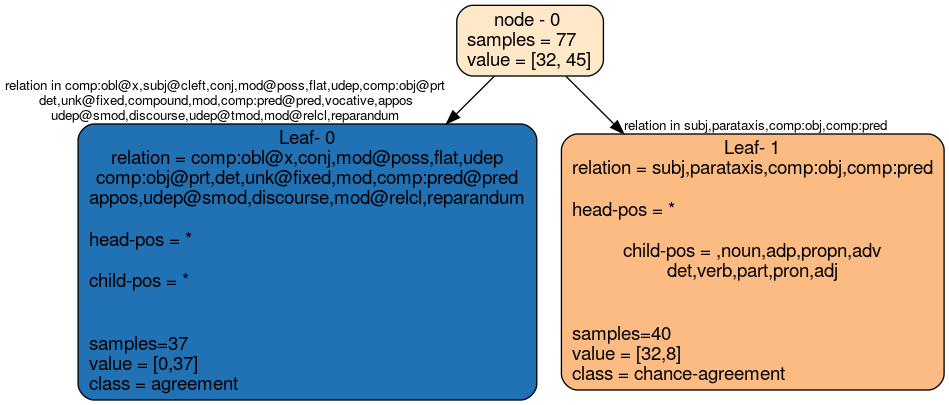 node - 0
samples = 77
value = [32, 45]
relation in comp:obl@x,subj@cleft,conj,mod@poss,flat,udep,comp:obj@prt
det,unk@fixed,compound,mod,comp:pred@pred,vocative,appos
udep@smod,discourse,udep@tmod,mod@relcl,reparandum
relation in subj,parataxis,comp:obj,comp:pred
Leaf- 0
relation = comp:obl@x,conj,mod@poss,flat,udep
comp:obj@prt,det,unk@fixed,mod,comp:pred@pred
appos,udep@smod,discourse,mod@relcl,reparandum
head-pos = *
child-pos = *
samples=37
value = [0,37]
class = agreement
Leaf- 1
relation = subj,parataxis,comp:obj,comp:pred
head-pos = *
child-pos = ,noun,adp,propn,adv
det,verb,part,pron,adj
samples=40
value = [32,8]
class = chance-agreement